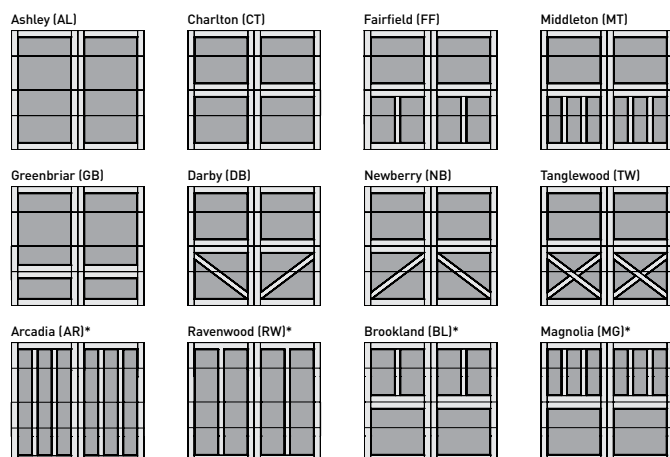 Ashley (AL)
Charlton (CT)
Fairfield (FF)
Middleton (MT)
Greenbriar (GB)
Darby (DB)
Newberry (NB)
Tanglewood (TW)
Arcadia (AR)*
Ravenwood (RW)*
Brookland (BL)*
Magnolia (MG)*